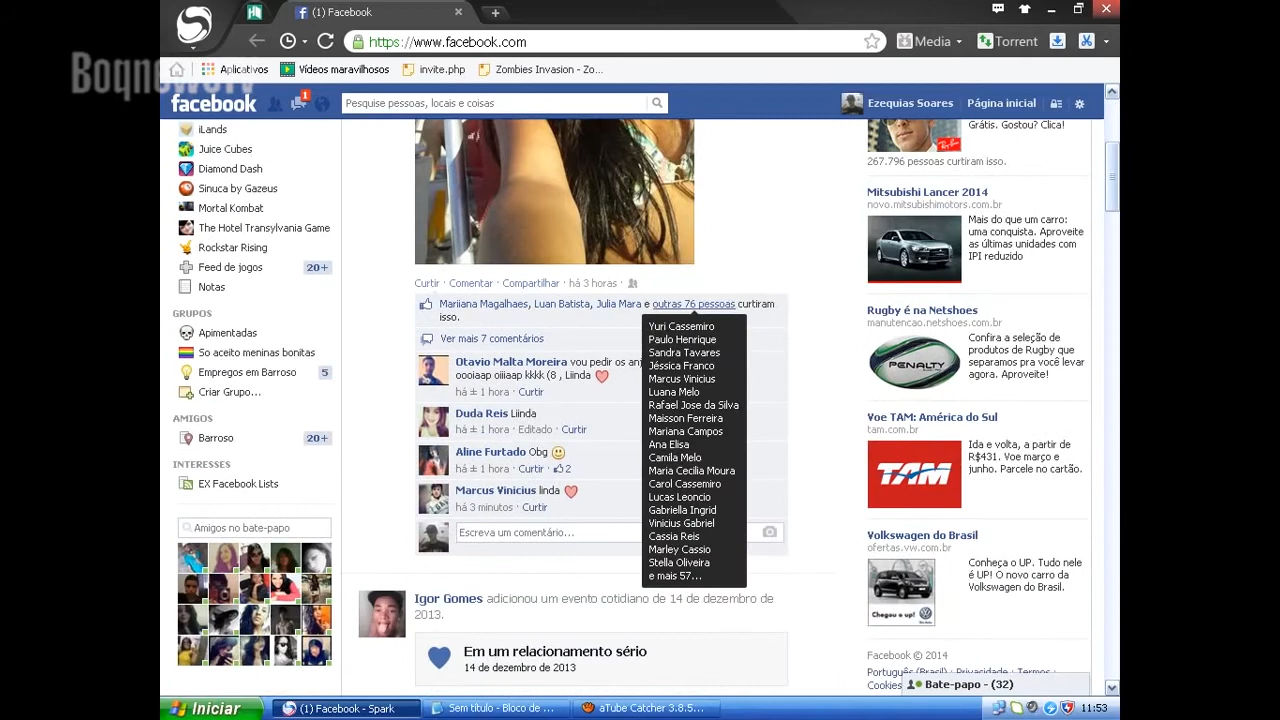 (1) Facebook
https://www.facebook.com
Media
Torrent
Aplicativos
Vídeos maravilhosos
invite.php
Zombies Invasion - Zo...
facebook
1
Pesquise pessoas, locais e coisas
Ezequias Soares
Página inicial
iLands
Juice Cubes
Diamond Dash
Sinuca by Gazeus
Mortal Kombat
The Hotel Transylvania Game
Rockstar Rising
Feed de jogos 20+
Notas
GRUPOS
Apimentadas
So aceito meninas bonitas
Empregos em Barroso 5
Criar Grupo...
AMIGOS
Barroso 20+
INTERESSES
EX Facebook Lists
Amigos no bate-papo
Curtir · Comentar · Compartilhar · há 3 horas ·
Mariiana Magalhaes, Luan Batista, Julia Mara e outras 76 pessoas curtiram
isso.
Ver mais 7 comentários
Otavio Malta Moreira vou pedir os anj
oooiaap oiiiaap kkkk (8 , Liinda
há ± 1 hora · Curtir
Duda Reis Liinda
há ± 1 hora · Editado · Curtir
Aline Furtado Obg
há ± 1 hora · Curtir · 2
Marcus Vinicius linda
há 3 minutos · Curtir
Escreva um comentário...
Yuri Cassemiro
Paulo Henrique
Sandra Tavares
Jéssica Franco
Marcus Vinicius
Luana Melo
Rafael Jose da Silva
Maisson Ferreira
Mariana Campos
Ana Elisa
Camila Melo
Maria Cecilia Moura
Carol Cassemiro
Lucas Leoncio
Gabriella Ingrid
Vinicius Gabriel
Cassia Reis
Marley Cassio
Stella Oliveira
e mais 57...
Igor Gomes adicionou um evento cotidiano de 14 de dezembro de
2013.
Em um relacionamento sério
14 de dezembro de 2013
Grátis. Gostou? Clica!
Ray-Ban
267.796 pessoas curtiram isso.
Mitsubishi Lancer 2014
novo.mitsubishimotors.com.br
Mais do que um carro:
uma conquista. Aproveite
as últimas unidades com
IPI reduzido
Rugby é na Netshoes
manutencao.netshoes.com.br
PENALTY
Confira a seleção
de produtos de Rugby que
separamos pra você levar
agora. Aproveite!
Voe TAM: América do Sul
tam.com.br
TAM
Ida e volta, a partir de
R$431. Voe março e
junho. Parcele no cartão.
Volkswagen do Brasil
ofertas.vw.com.br
Chegou o up!
Conheça o UP. Tudo nele
é UP! O novo carro da
Volkswagen do Brasil.
Facebook © 2014
Português (Brasil) · Privacidade · Termos ·
Cookies
Bate-papo - (32)
Iniciar
(1) Facebook - Spark
Sem título - Bloco de ...
aTube Catcher 3.8.5...
11:53